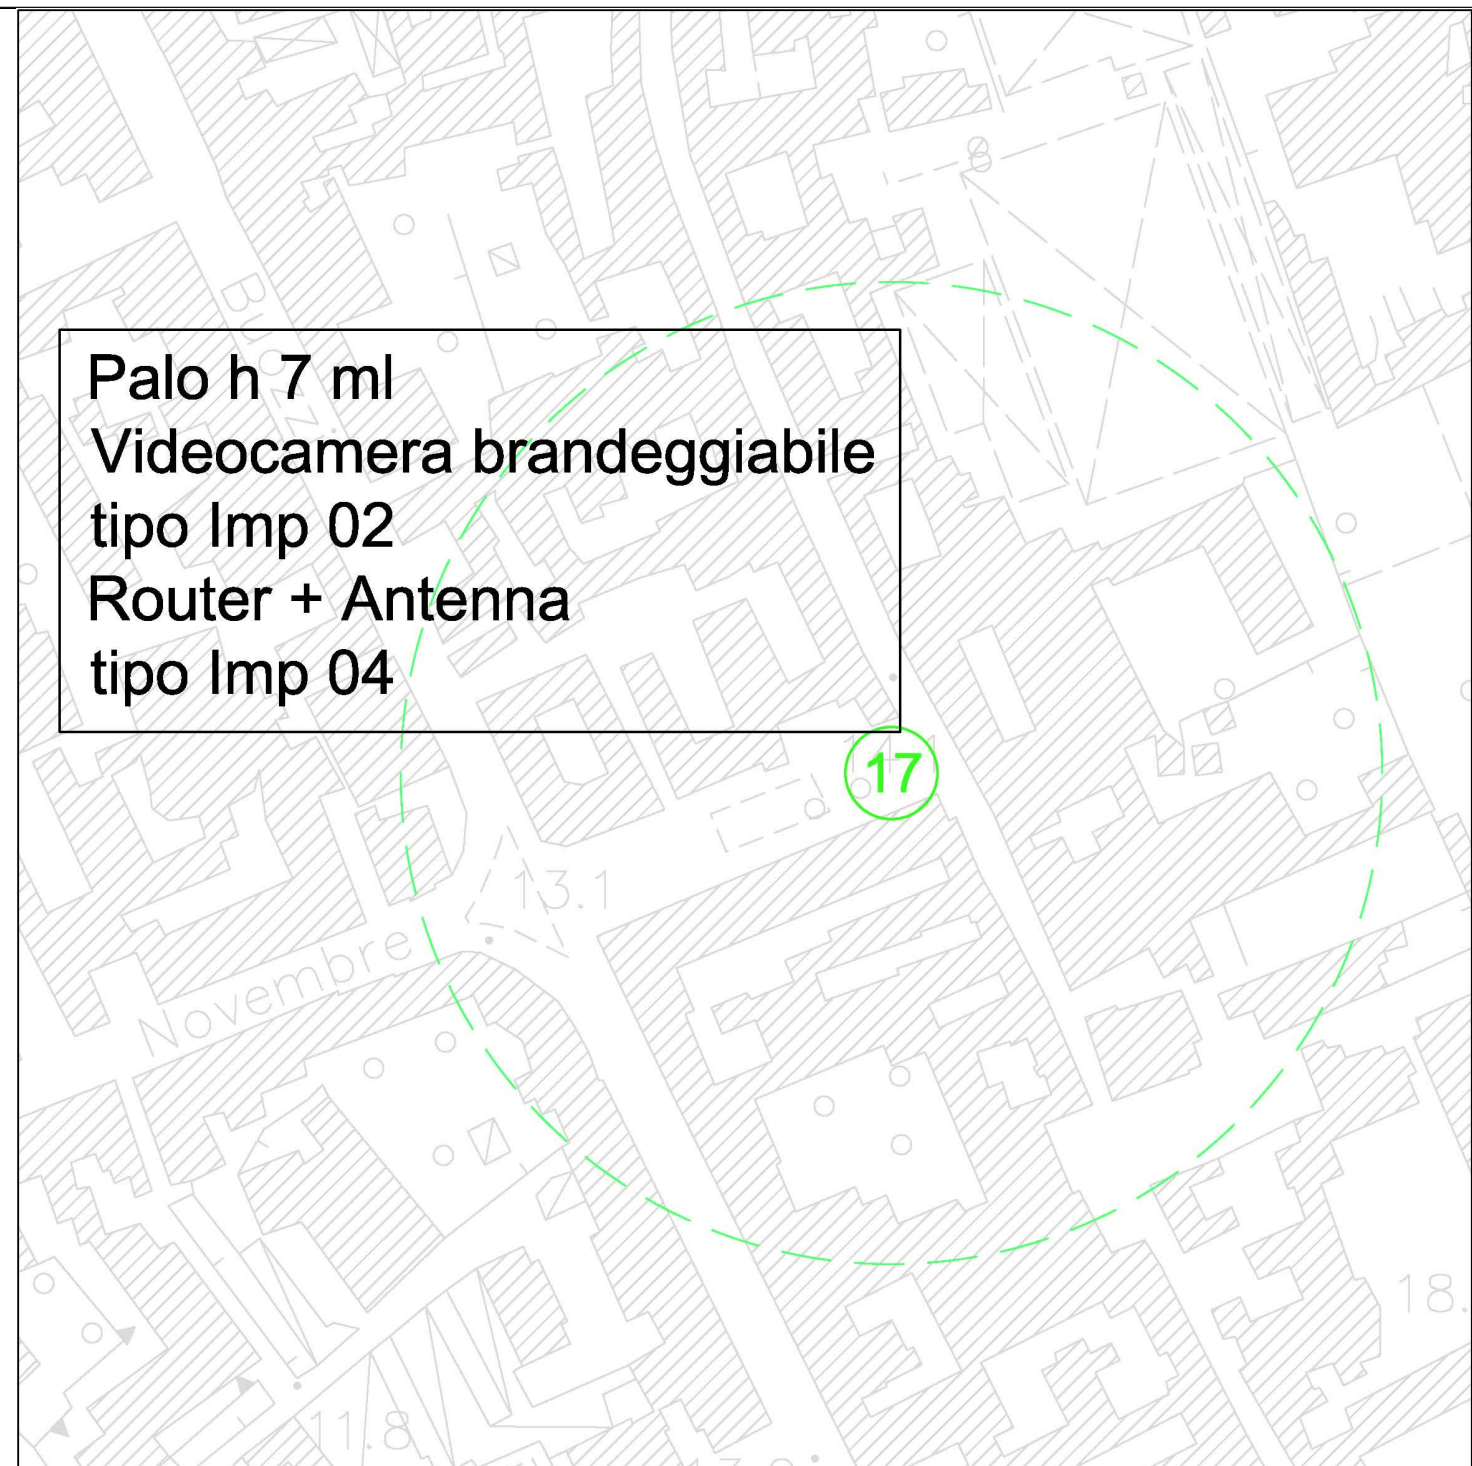 Palo h 7 ml
Videocamera brandeggiabile
tipo Imp 02
Router + Antenna
tipo Imp 04
17
13.1
Novembre
18.
11.8